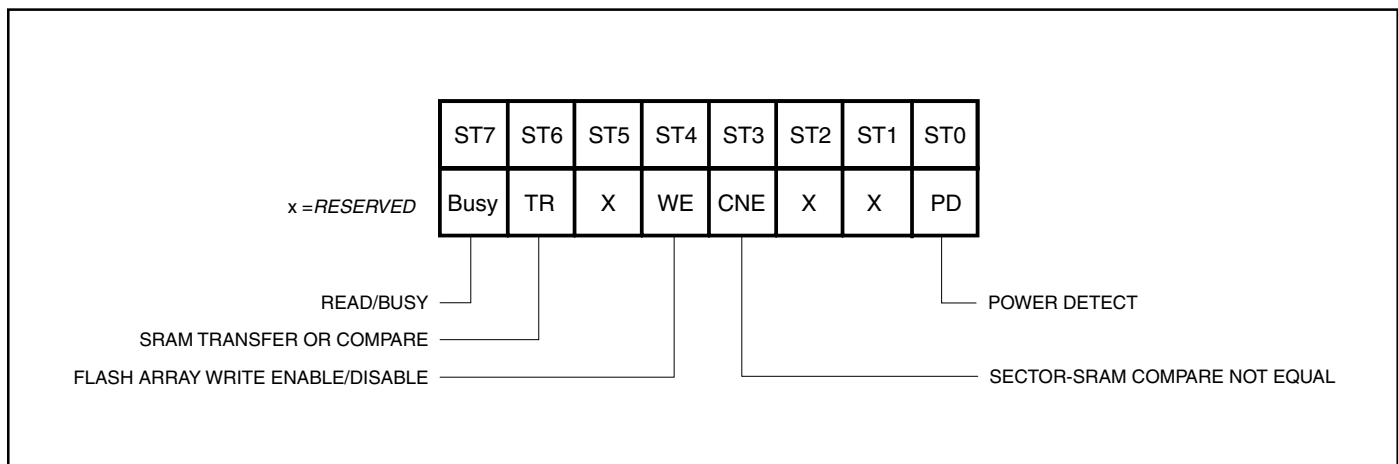 ST7 ST6 ST5 ST4 ST3 ST2 ST1 ST0
x =RESERVED Busy TR X WE CNE X X PD
READ/BUSY POWER DETECT
SRAM TRANSFER OR COMPARE
FLASH ARRAY WRITE ENABLE/DISABLE SECTOR-SRAM COMPARE NOT EQUAL